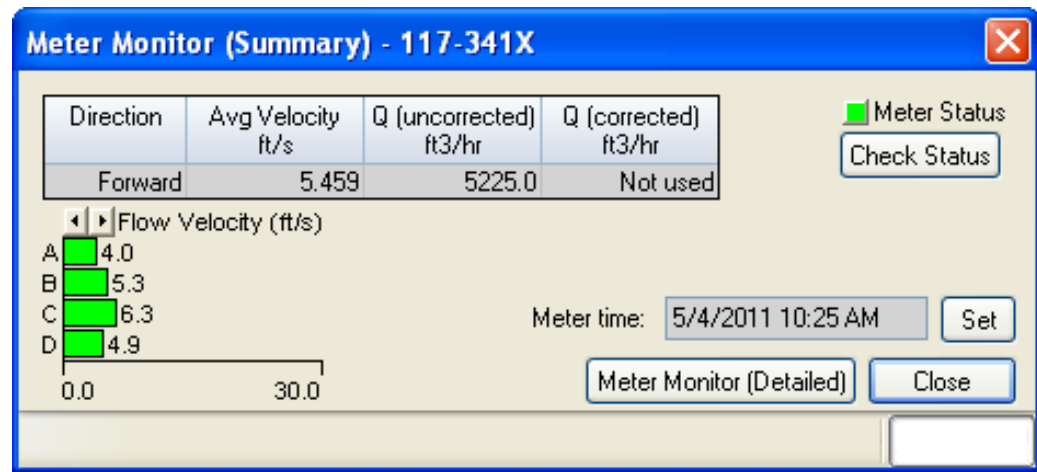 Meter Monitor (Summary) - 117-341X
Direction Avg Velocity ft/s Q (uncorrected) ft3/hr Q (corrected) ft3/hr
Forward 5.459 5225.0 Not used
Meter Status
Check Status
Flow Velocity (ft/s)
A 4.0
B 5.3
C 6.3
D 4.9
0.0 30.0
Meter time: 5/4/2011 10:25 AM Set
Meter Monitor (Detailed) Close